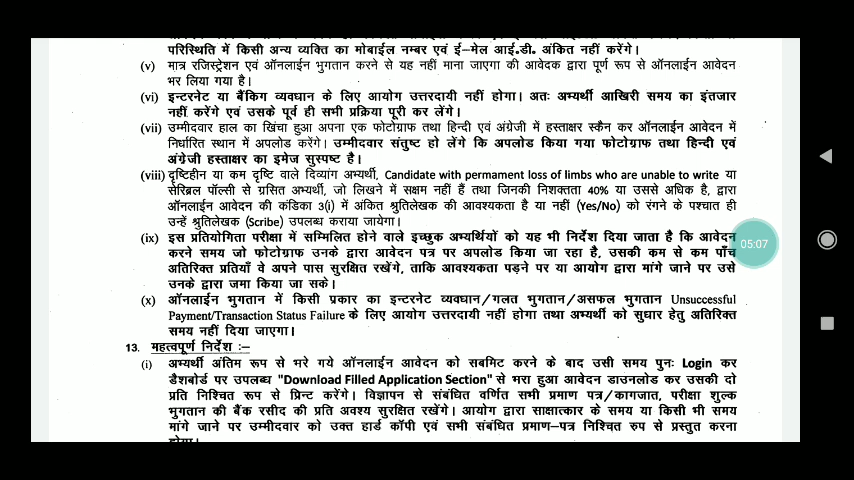 परिस्थिति में किसी अन्य व्यक्ति का मोबाईल नम्बर एवं ई–मेल आई.डी. अंकित नहीं करेंगे।
(v) मात्र रजिस्ट्रेशन एवं ऑनलाईन भुगतान करने से यह नहीं माना जाएगा की आवेदक द्वारा पूर्ण रूप से ऑनलाईन आवेदन
भर लिया गया है।
(vi) इन्टरनेट या बैंकिग व्यवधान के लिए आयोग उत्तरदायी नहीं होगा। अतः अभ्यर्थी आखिरी समय का इंतजार
नहीं करेंगे एवं उसके पूर्व ही सभी प्रक्रिया पूरी कर लेंगे।
(vii) उम्मीदवार हाल का खिंचा हुआ अपना एक फोटोग्राफ तथा हिन्दी एवं अंग्रेजी में हस्ताक्षर स्कैन कर ऑनलाईन आवेदन में
निर्धारित स्थान में अपलोड करेंगे। उम्मीदवार संतुष्ट हो लेंगे कि अपलोड किया गया फोटोग्राफ तथा हिन्दी एवं
अंग्रेजी हस्ताक्षर का इमेज सुस्पष्ट है।
(viii) दृष्टिहीन या कम दृष्टि वाले दिव्यांग अभ्यर्थी, Candidate with permament loss of limbs who are unable to write या
सेरिब्रल पॉल्सी से ग्रसित अभ्यर्थी, जो लिखने में सक्षम नहीं हैं तथा जिनकी निशक्तता 40% या उससे अधिक है, द्वारा
ऑनलाईन आवेदन की कंडिका 3(i) में अंकित श्रुतिलेखक की आवश्यकता है या नहीं (Yes/No) को रंगने के पश्चात ही
उन्हें श्रुतिलेखक (Scribe) उपलब्ध कराया जायेगा।
(ix) इस प्रतियोगिता परीक्षा में सम्मिलित होने वाले इच्छुक अभ्यर्थियों को यह भी निर्देश दिया जाता है कि आवेदन
करने समय जो फोटोग्राफ उनके द्वारा आवेदन पत्र पर अपलोड किया जा रहा है, उसकी कम से कम पाँच
अतिरिक्त प्रतियाँ वे अपने पास सुरक्षित रखेंगे, ताकि आवश्यकता पड़ने पर या आयोग द्वारा मांगे जाने पर उसे
उनके द्वारा जमा किया जा सके।
05:07
(x) ऑनलाईन भुगतान में किसी प्रकार का इन्टरनेट व्यवधान/गलत भुगतान/असफल भुगतान Unsuccessful
Payment/Transaction Status Failure के लिए आयोग उत्तरदायी नहीं होगा तथा अभ्यर्थी को सुधार हेतु अतिरिक्त
समय नहीं दिया जाएगा।
13. महत्वपूर्ण निर्देश :–
(i) अभ्यर्थी अंतिम रूप से भरे गये ऑनलाईन आवेदन को सबमिट करने के बाद उसी समय पुनः Login कर
डैशबोर्ड पर उपलब्ध "Download Filled Application Section" से भरा हुआ आवेदन डाउनलोड कर उसकी दो
प्रति निश्चित रूप से प्रिन्ट करेंगे। विज्ञापन से संबंधित वर्णित सभी प्रमाण पत्र/कागजात, परीक्षा शुल्क
भुगतान की बैंक रसीद की प्रति अवश्य सुरक्षित रखेंगे। आयोग द्वारा साक्षात्कार के समय या किसी भी समय
मांगे जाने पर उम्मीदवार को उक्त हार्ड कॉपी एवं सभी संबंधित प्रमाण–पत्र निश्चित रुप से प्रस्तुत करना
होगा।